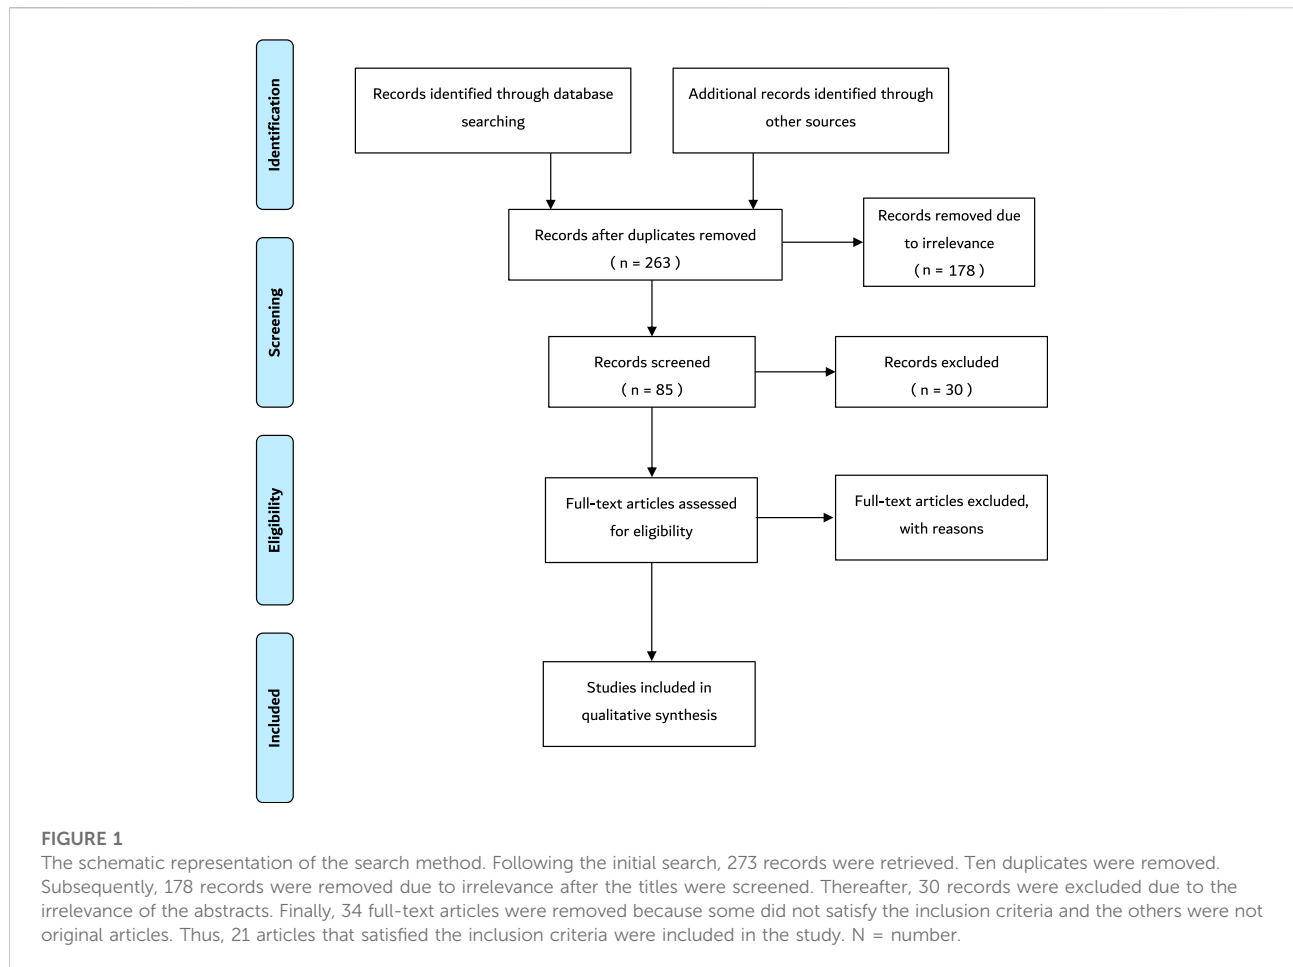 Identification
Records identified through database
searching
Additional records identified through
other sources
Records after duplicates removed
( n = 263 )
Records removed due
to irrelevance
( n = 178 )
Screening
Records screened
( n = 85 )
Records excluded
( n = 30 )
Eligibility
Full-text articles assessed
for eligibility
Full-text articles excluded,
with reasons
Included
Studies included in
qualitative synthesis
FIGURE 1
The schematic representation of the search method. Following the initial search, 273 records were retrieved. Ten duplicates were removed.
Subsequently, 178 records were removed due to irrelevance after the titles were screened. Thereafter, 30 records were excluded due to the
irrelevance of the abstracts. Finally, 34 full-text articles were removed because some did not satisfy the inclusion criteria and the others were not
original articles. Thus, 21 articles that satisfied the inclusion criteria were included in the study. N = number.